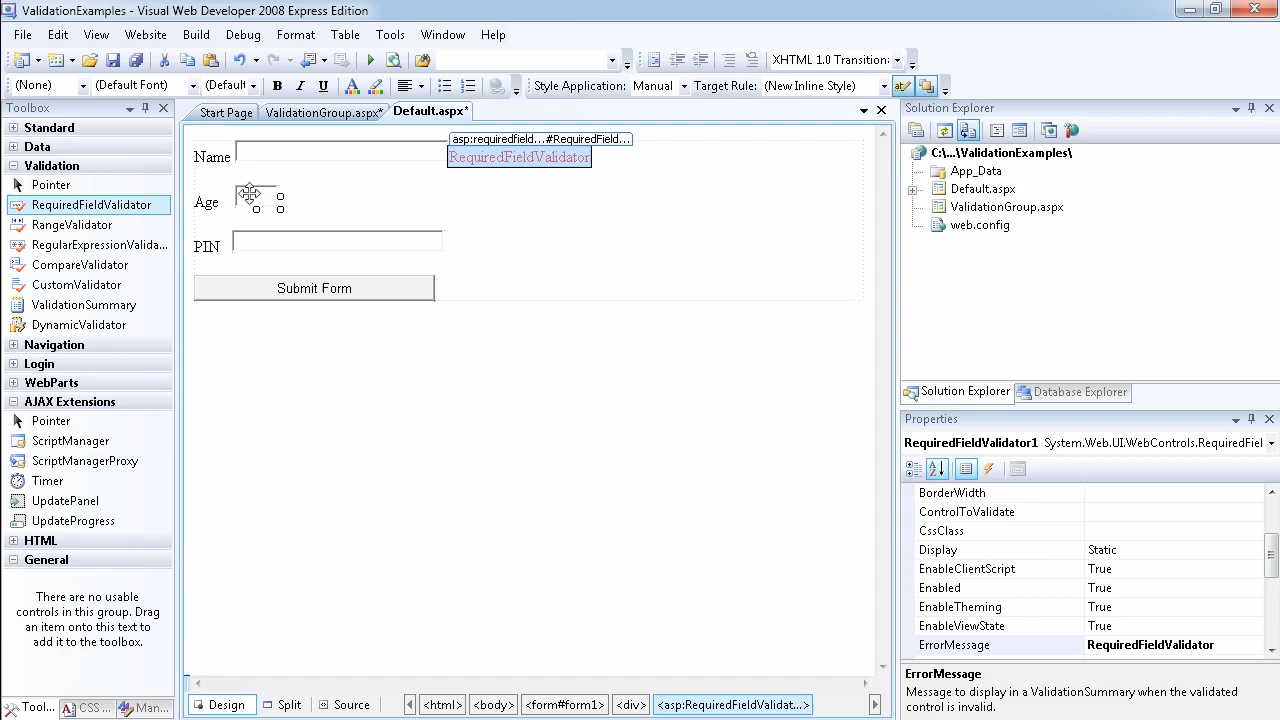 ValidationExamples - Visual Web Developer 2008 Express Edition
File Edit View Website Build Debug Format Table Tools Window Help
XHTML 1.0 Transition:
(None) (Default Font) (Defaul B I U A Style Application: Manual Target Rule: (New Inline Style)
Toolbox
Standard
Data
Validation
Pointer
RequiredFieldValidator
RangeValidator
RegularExpressionValida...
CompareValidator
CustomValidator
ValidationSummary
DynamicValidator
Navigation
Login
WebParts
AJAX Extensions
Pointer
ScriptManager
ScriptManagerProxy
Timer
UpdatePanel
UpdateProgress
HTML
General
There are no usable
controls in this group. Drag
an item onto this text to
add it to the toolbox.
Tool... CSS ... Man...
Start Page ValidationGroup.aspx* Default.aspx*
asp:requiredfield...#RequiredField...
Name RequiredFieldValidator
Age
PIN
Submit Form
Design Split Source <html> <body> <form#form1> <div> <asp:RequiredFieldValidat...>
Solution Explorer
C:\...\ValidationExamples\
App_Data
Default.aspx
ValidationGroup.aspx
web.config
Solution Explorer Database Explorer
Properties
RequiredFieldValidator1 System.Web.UI.WebControls.RequiredFiel
BorderWidth
ControlToValidate
CssClass
Display Static
EnableClientScript True
Enabled True
EnableTheming True
EnableViewState True
ErrorMessage RequiredFieldValidator
ErrorMessage
Message to display in a ValidationSummary when the validated
control is invalid.